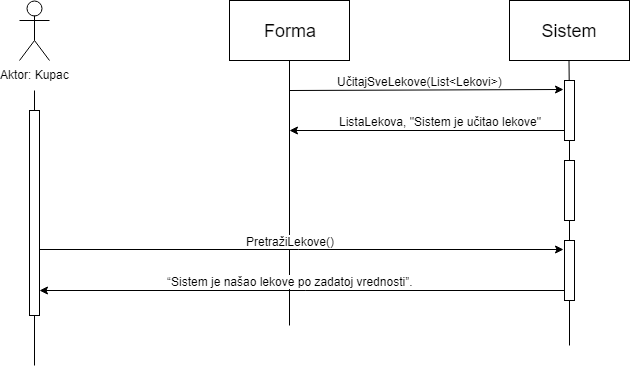 Forma
Sistem
Aktor: Kupac
UčitajSveLekove(List<Lekovi>)
ListaLekova, "Sistem je učitao lekove"
PretražiLekove()
“Sistem je našao lekove po zadatoj vrednosti”.